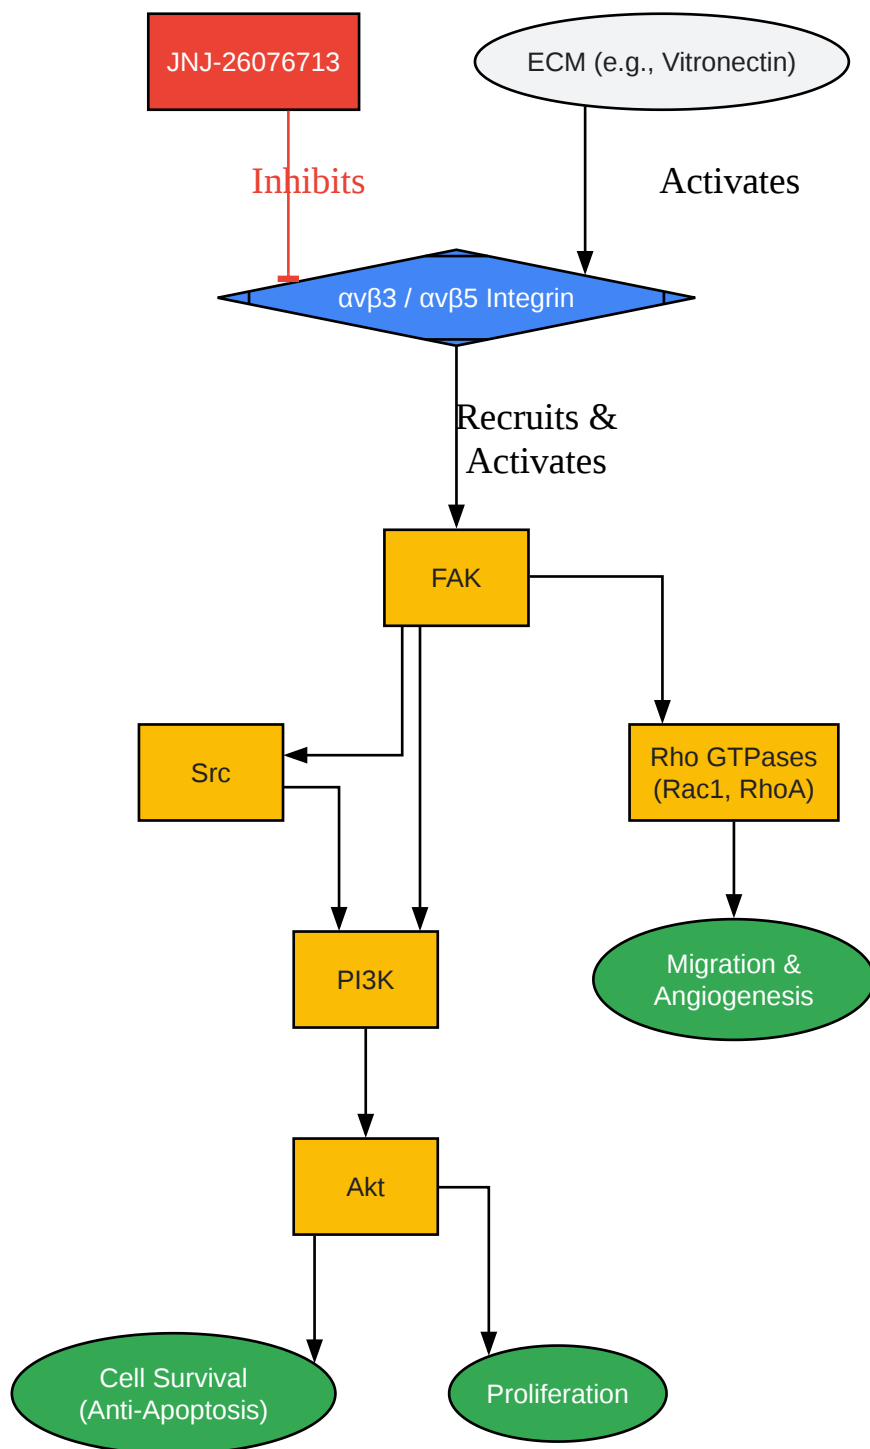 JNJ-26076713
ECM (e.g., Vitronectin)
Inhibits
Activates
αvβ3 / αvβ5 Integrin
Recruits &
Activates
FAK
Src
Rho GTPases
(Rac1, RhoA)
PI3K
Migration &
Angiogenesis
Akt
Cell Survival
(Anti-Apoptosis)
Proliferation